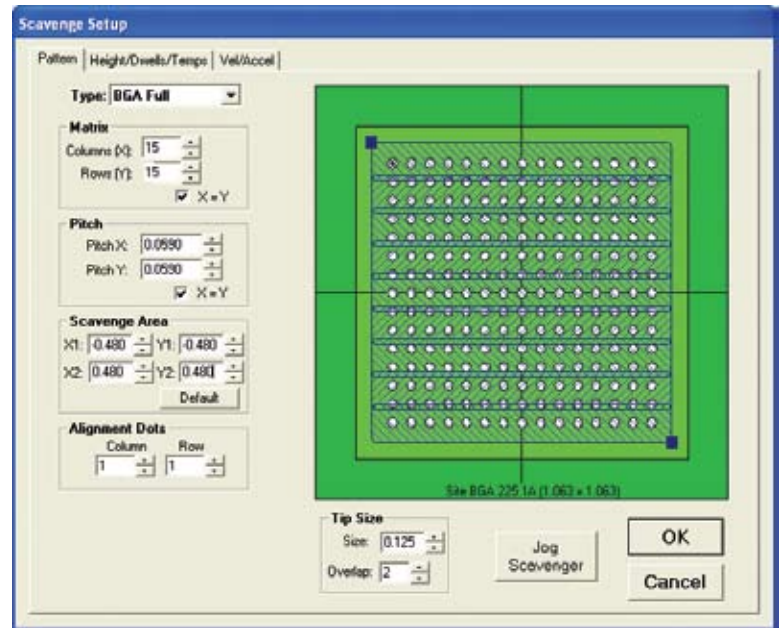 Scavenge Setup
Pattern Height/Dwells/Temps Vel/Accel
Type: BGA Full
Matrix
Columns (X): 15
Rows (Y): 15
X = Y
Pitch
Pitch X: 0.0590
Pitch Y: 0.0590
X = Y
Scavenge Area
X1: -0.480 Y1: -0.480
X2: 0.480 Y2: 0.480
Default
Alignment Dots
Column Row
1 1
Site BGA 225 1A (1.063 x 1.063)
Tip Size
Size: 0.125
Overlap: 2
Jog
Scavenger
OK
Cancel